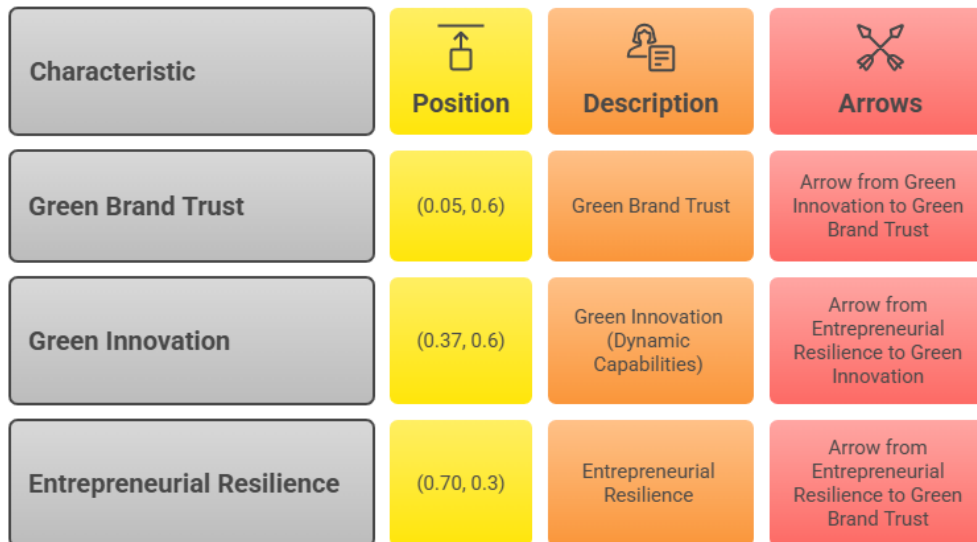 Characteristic
Position
Description
Arrows
Green Brand Trust
(0.05, 0.6)
Green Brand Trust
Arrow from Green
Innovation to Green
Brand Trust
Green Innovation
(0.37, 0.6)
Green Innovation
(Dynamic
Capabilities)
Arrow from
Entrepreneurial
Resilience to Green
Innovation
Entrepreneurial Resilience
(0.70, 0.3)
Entrepreneurial
Resilience
Arrow from
Entrepreneurial
Resilience to Green
Brand Trust